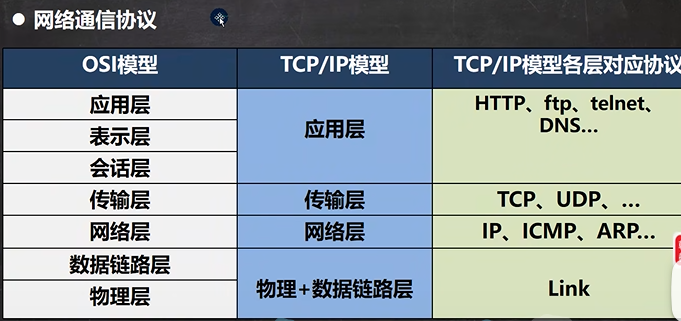 网络通信协议
OSI模型 TCP/IP模型 TCP/IP模型各层对应协议
应用层 应用层 HTTP、ftp、telnet、
DNS...
表示层
会话层
传输层 传输层 TCP、UDP、...
网络层 网络层 IP、ICMP、ARP...
数据链路层 物理+数据链路层 Link
物理层